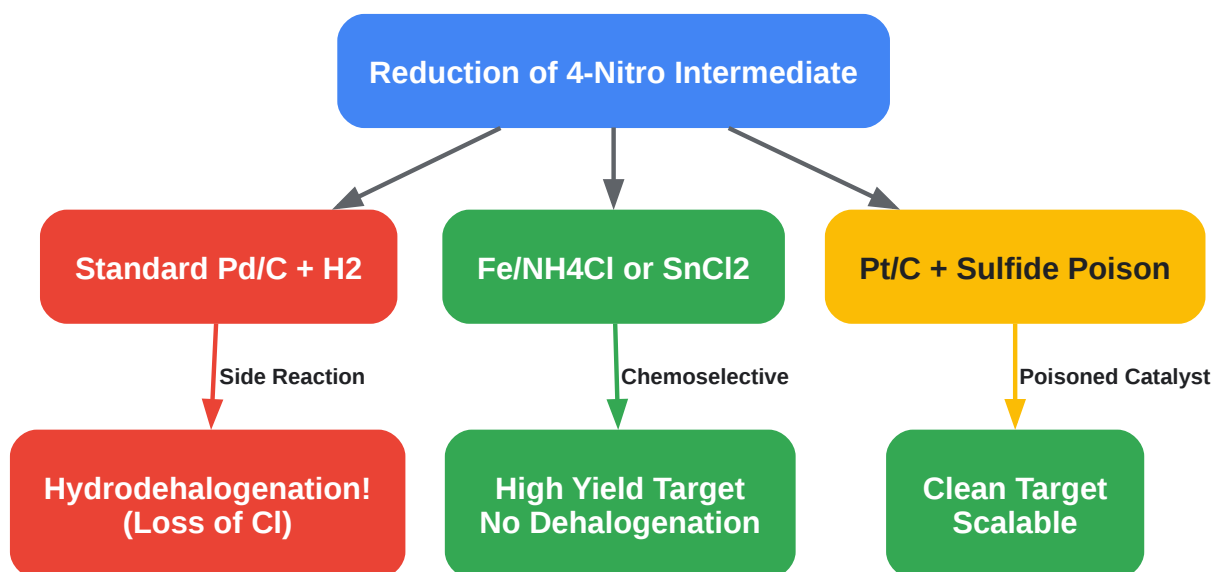 Reduction of 4-Nitro Intermediate
Standard Pd/C + H2
Fe/NH4Cl or SnCl2
Pt/C + Sulfide Poison
Side Reaction
Chemoselective
Poisoned Catalyst
Hydrodehalogenation!
(Loss of Cl)
High Yield Target
No Dehalogenation
Clean Target
Scalable